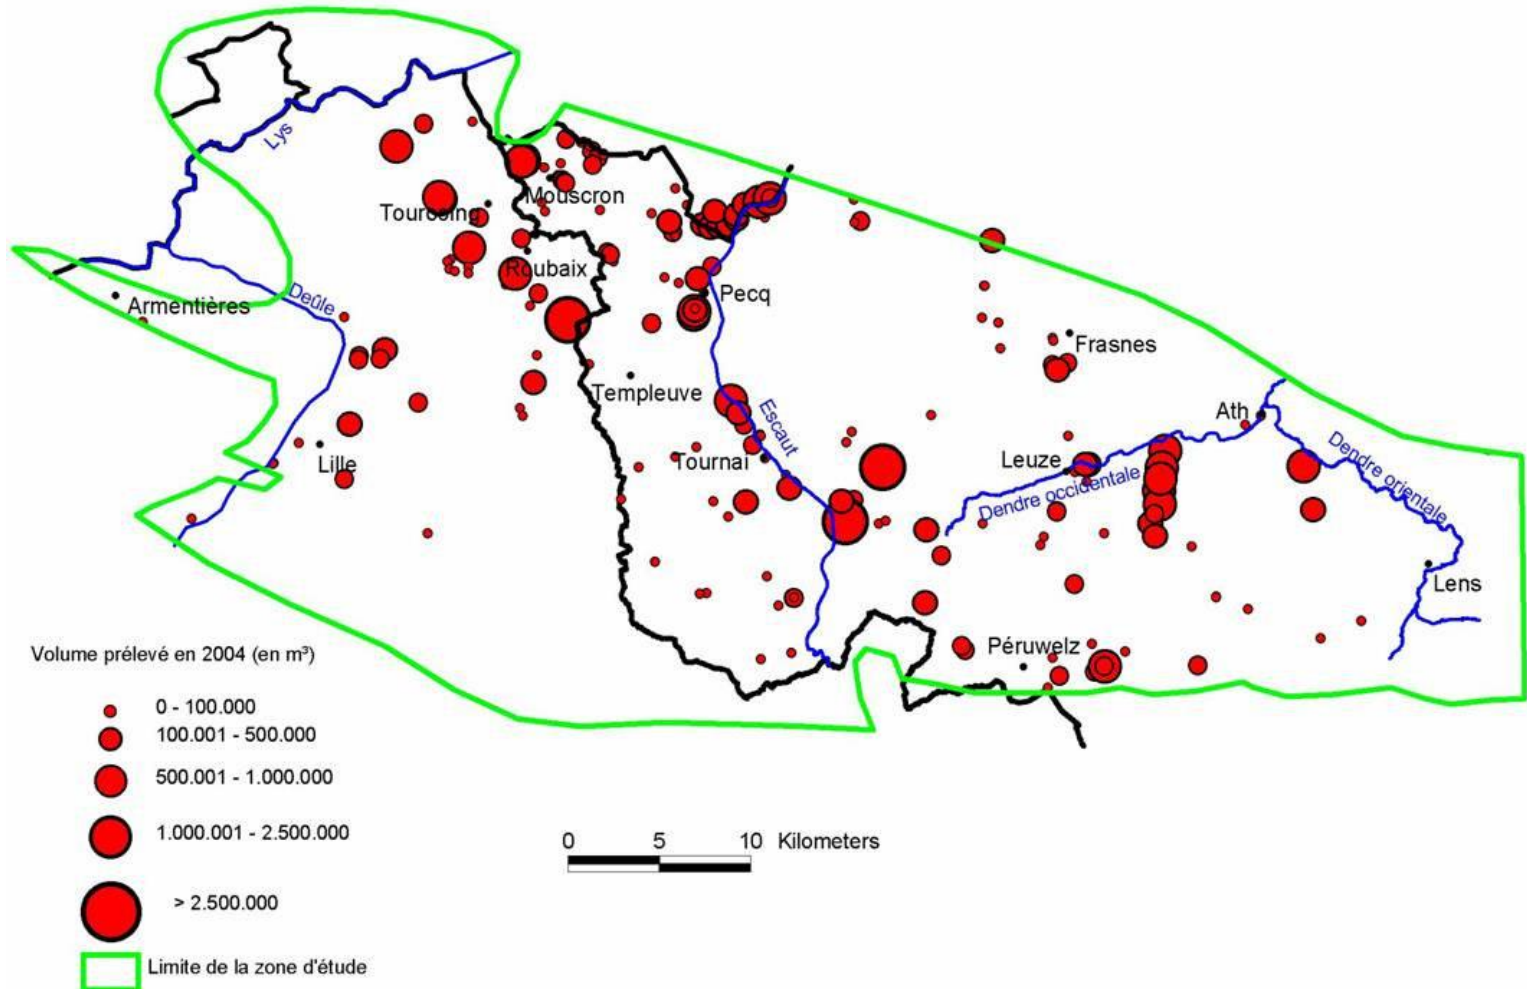 Lys
Mouscron
Tourcoing
Roubaix
Deûle
Armentières
Pecq
Frasnes
Templeuve
Escaut
Ath
Lille
Tournai
Leuze
Dendre occidentale
Dendre orientale
Lens
Péruwelz
Volume prélevé en 2004 (en m³)
0 - 100.000
100.001 - 500.000
500.001 - 1.000.000
1.000.001 - 2.500.000
> 2.500.000
Limite de la zone d'étude
0 5 10 Kilometers